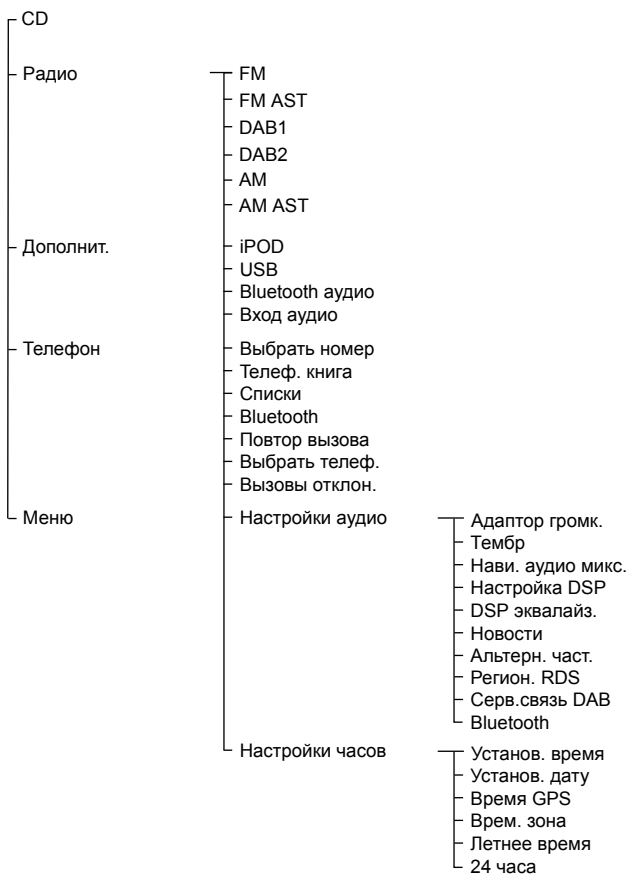 CD
Радио
FM
FM AST
DAB1
DAB2
AM
AM AST
Дополнит.
iPOD
USB
Bluetooth аудио
Вход аудио
Телефон
Выбрать номер
Телеф. книга
Списки
Bluetooth
Повтор вызова
Выбрать телеф.
Вызовы отклон.
Меню
Настройки аудио
Адаптор громк.
Тембр
Нави. аудио микс.
Настройка DSP
DSP эквалайз.
Новости
Альтерн. част.
Регион. RDS
Серв.связь DAB
Bluetooth
Настройки часов
Установ. время
Установ. дату
Время GPS
Врем. зона
Летнее время
24 часа